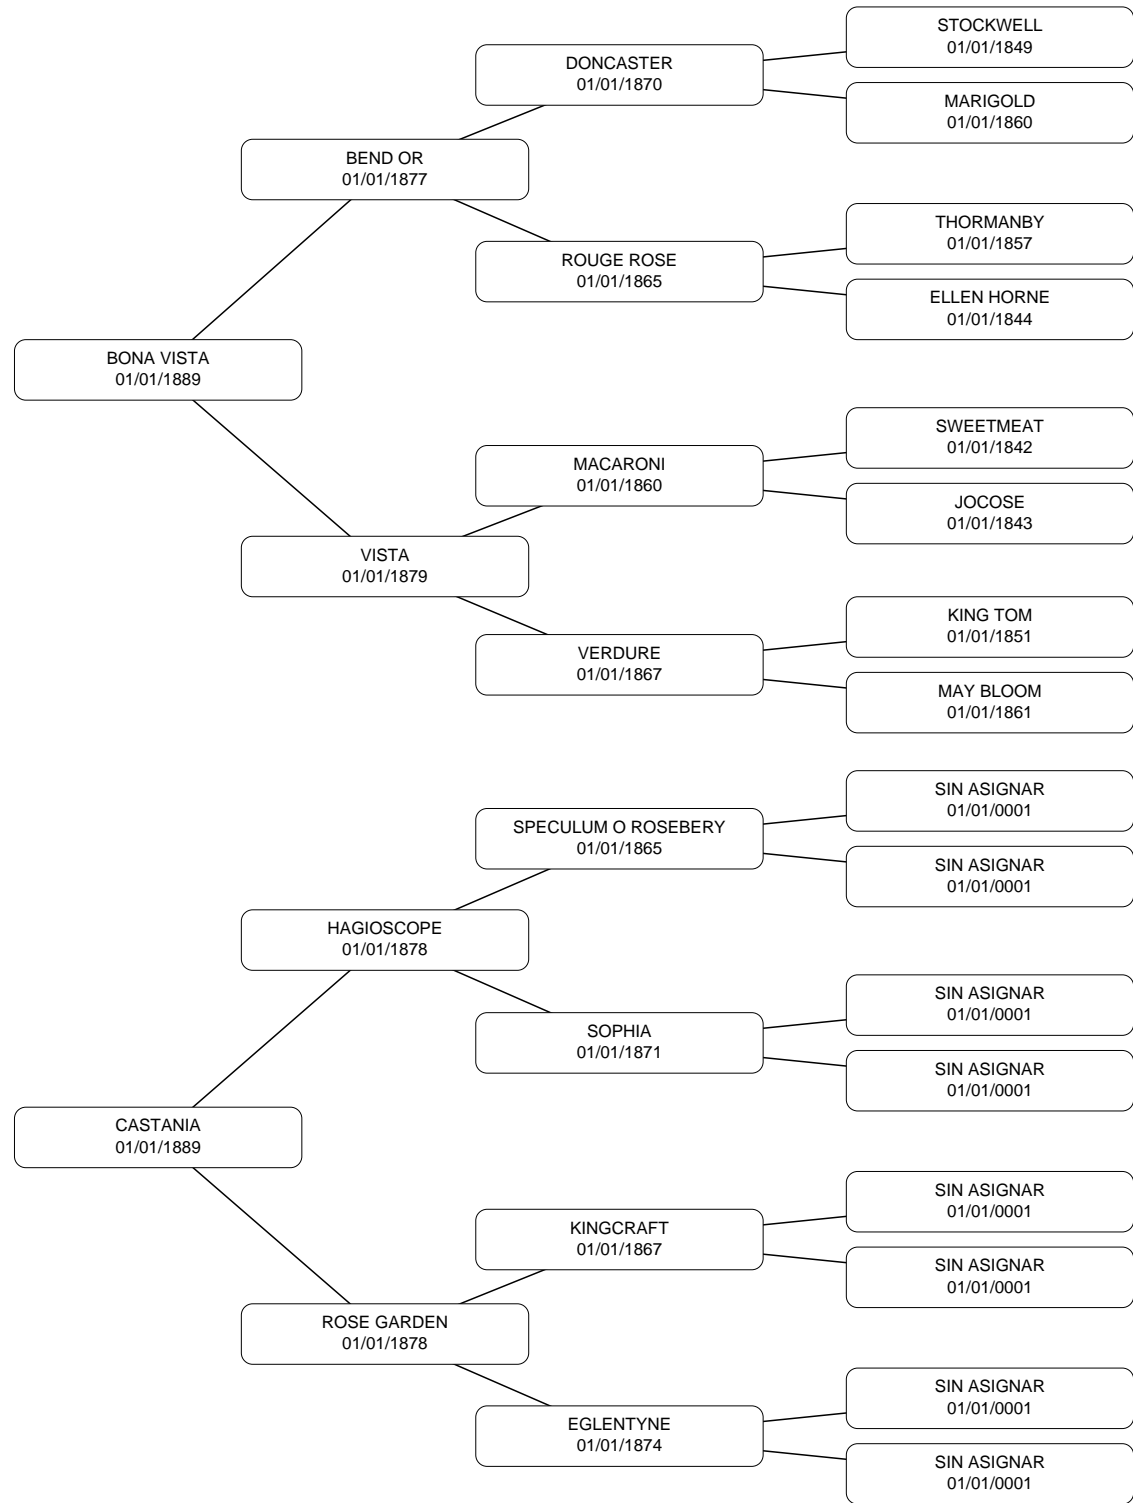 STOCKWELL
01/01/1849
DONCASTER
01/01/1870
MARIGOLD
01/01/1860
BEND OR
01/01/1877
THORMANBY
01/01/1857
ROUGE ROSE
01/01/1865
ELLEN HORNE
01/01/1844
BONA VISTA
01/01/1889
SWEETMEAT
01/01/1842
MACARONI
01/01/1860
JOCOSE
01/01/1843
VISTA
01/01/1879
KING TOM
01/01/1851
VERDURE
01/01/1867
MAY BLOOM
01/01/1861
SIN ASIGNAR
01/01/0001
SPECULUM O ROSEBERY
01/01/1865
SIN ASIGNAR
01/01/0001
HAGIOSCOPE
01/01/1878
SIN ASIGNAR
01/01/0001
SOPHIA
01/01/1871
SIN ASIGNAR
01/01/0001
CASTANIA
01/01/1889
SIN ASIGNAR
01/01/0001
KINGCRAFT
01/01/1867
SIN ASIGNAR
01/01/0001
ROSE GARDEN
01/01/1878
SIN ASIGNAR
01/01/0001
EGLENTYNE
01/01/1874
SIN ASIGNAR
01/01/0001